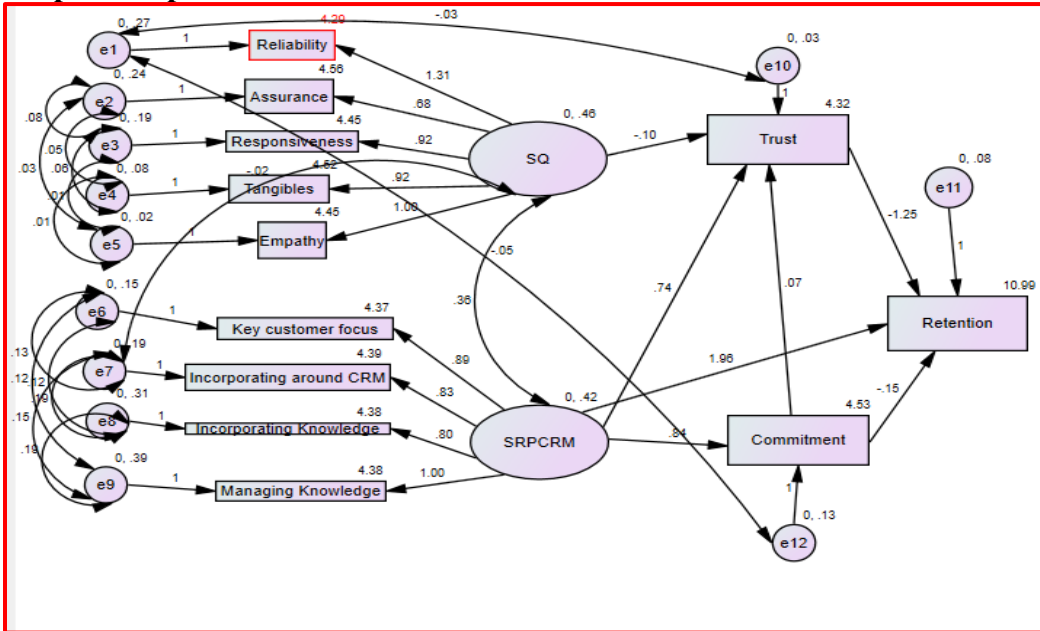 -.03
0, .27
4.29
e1
1
Reliability
0, .03
e10
0, .24
4.56
1.31
1
4.32
e2
1
Assurance
.68
0, .46
.08
0, .19
4.45
e3
1
Responsiveness
.92
SQ
-.10
Trust
0, .08
.05
.03
.06
0, .08
-.02
4.52
e4
1
Tangibles
.92
e11
.01
.01
0, .02
4.45
1.00
e5
1
Empathy
-.05
-1.25
1
0, .15
4.37
.36
.74
.07
10.99
e6
1
Key customer focus
Retention
.13
0, .19
4.39
.89
1.96
e7
1
Incorporating around CRM
.12
.12
.19
0, .31
4.38
.83
0, .42
-.15
4.53
.15
e8
1
Incorporating Knowledge
.80
SRPCRM
.84
Commitment
.19
0, .39
4.38
e9
1
Managing Knowledge
1.00
1
0, .13
e12